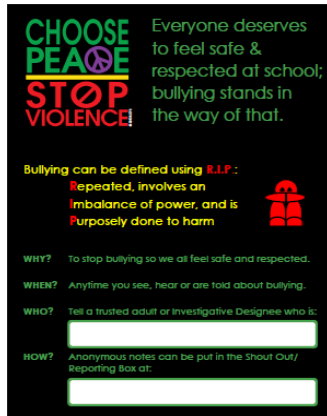 CHOOSE
PEACE
STOP
VIOLENCE
Everyone deserves
to feel safe &
respected at school;
bullying stands in
the way of that.
Bullying can be defined using R.I.P.:
Repeated, involves an
Imbalance of power, and is
Purposely done to harm
WHY? To stop bullying so we all feel safe and respected.
WHEN? Anytime you see, hear or are told about bullying.
WHO? Tell a trusted adult or Investigative Designee who is:
HOW? Anonymous notes can be put in the Shout Out/
Reporting Box at: